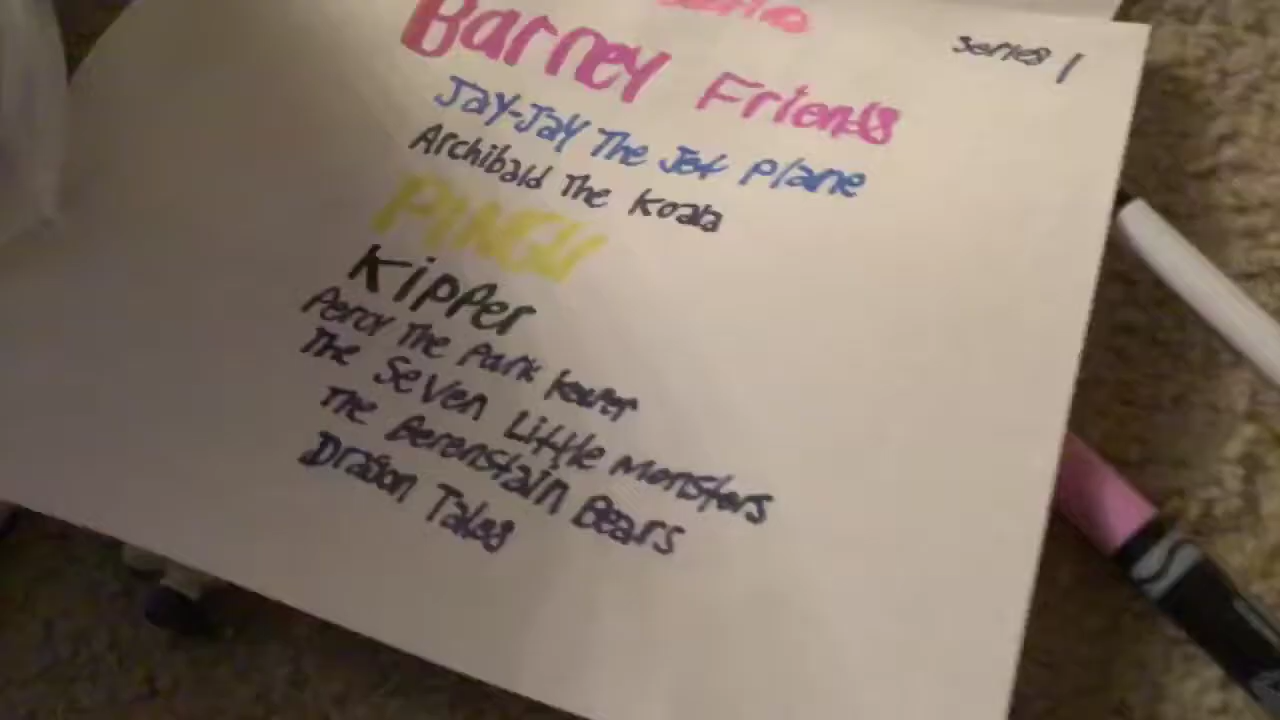 series 1
Barney Friends
Jay-Jay The Jet Plane
Archibald The Koala
PINGU
Kipper
Percy The Park keeper
The Seven Little Monsters
The Berenstain Bears
Dragon Tales